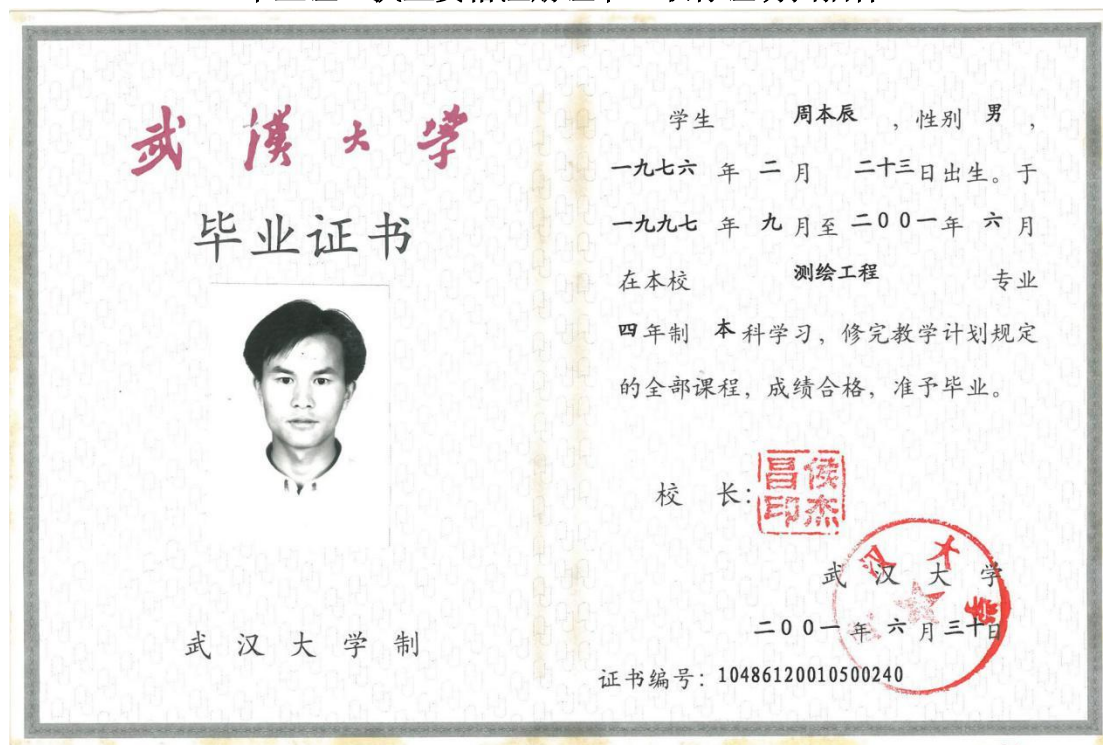 武漢大学
毕业证书
武汉大学制
学生 周本辰 ,性别 男 ,
一九七六 年 二 月 二十三日出生。于
一九九七 年 九 月至 二00一年 六 月
在本校 测绘工程 专业
四年制 本科学习,修完教学计划规定
的全部课程,成绩合格,准予毕业。
校 长:
侯杰昌印
武 汉 大 学
二00一 年 六 月三十日
证书编号:10486120010500240